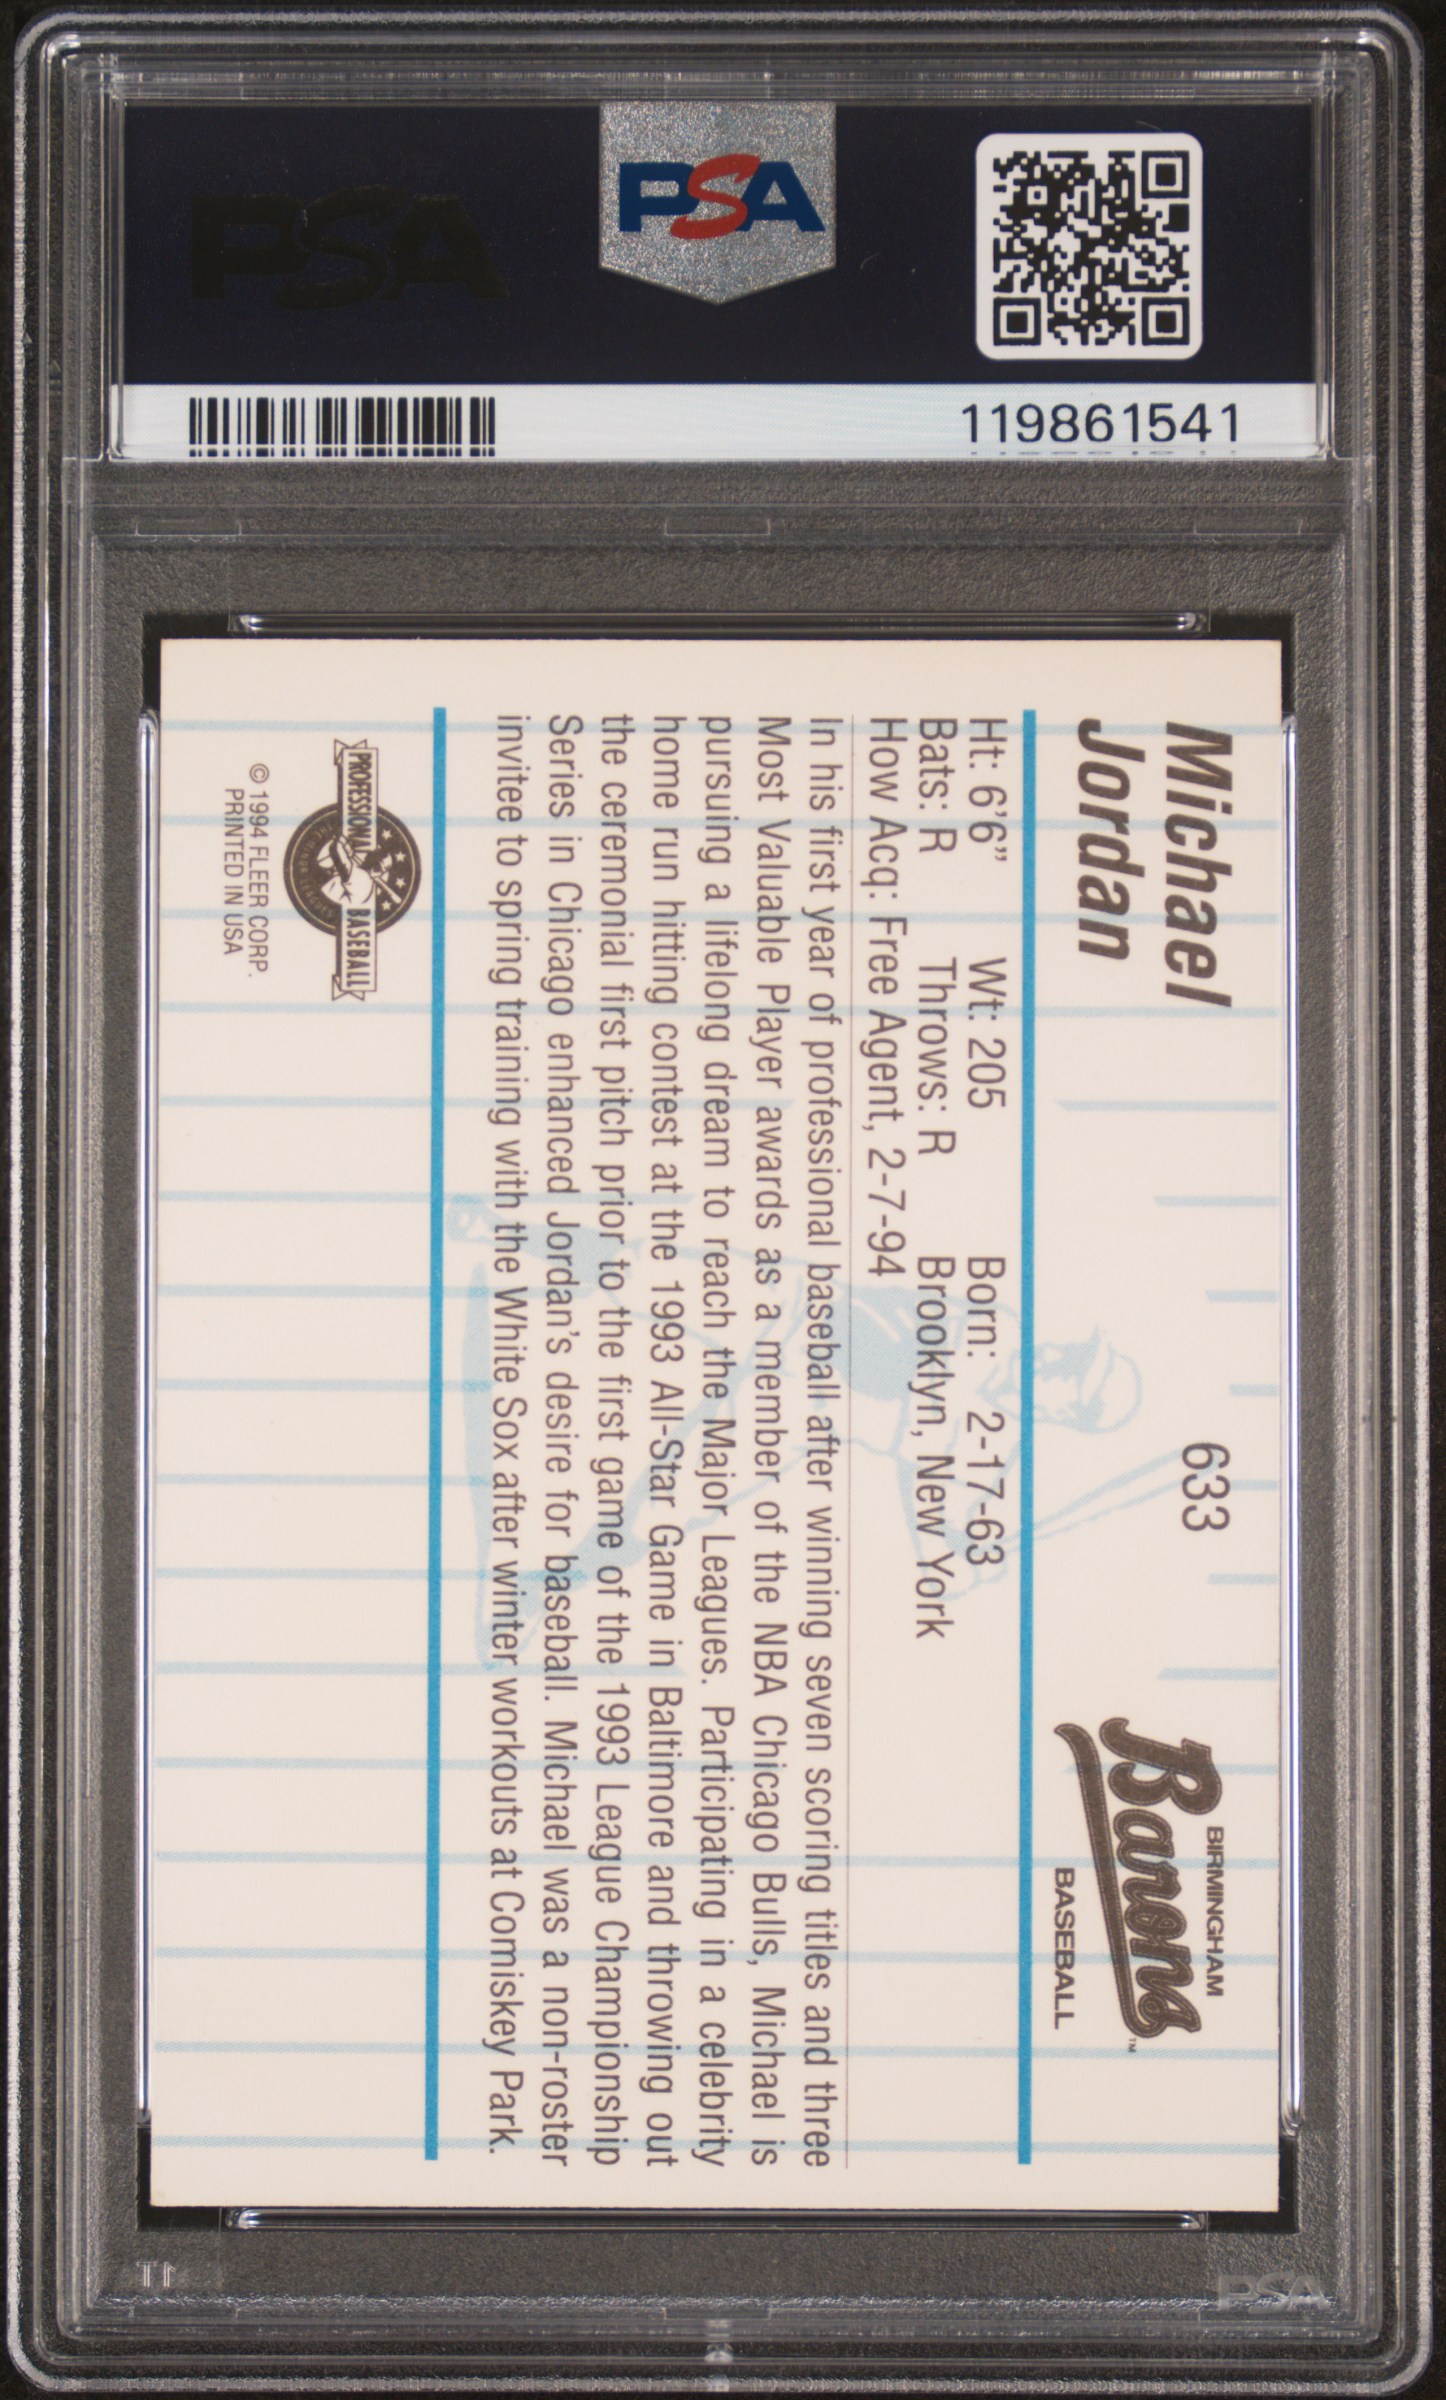 PSA
PSA
119861541
Michael
Jordan
633
BIRMINGHAM
Barons™
BASEBALL
Ht: 6'6" Wt: 205 Born: 2-17-63
Bats: R Throws: R Brooklyn, New York
How Acq: Free Agent, 2-7-94
In his first year of professional baseball after winning seven scoring titles and three
Most Valuable Player awards as a member of the NBA Chicago Bulls, Michael is
pursuing a lifelong dream to reach the Major Leagues. Participating in a celebrity
home run hitting contest at the 1993 All-Star Game in Baltimore and throwing out
the ceremonial first pitch prior to the first game of the 1993 League Championship
Series in Chicago enhanced Jordan's desire for baseball. Michael was a non-roster
invitee to spring training with the White Sox after winter workouts at Comiskey Park.
PROFESSIONAL BASEBALL
© 1994 FLEER CORP.
PRINTED IN USA
PSA